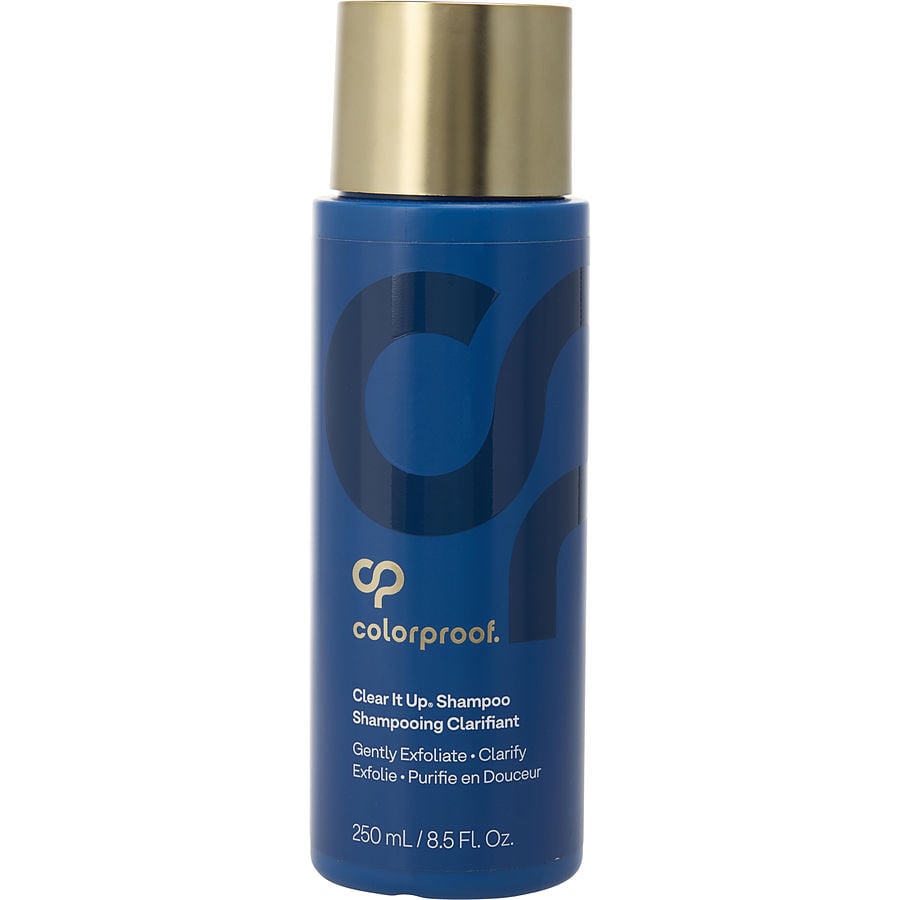 cp
colorproof.
Clear It Up® Shampoo
Shampooing Clarifiant
Gently Exfoliate • Clarify
Exfolie • Purifie en Douceur
250 mL / 8.5 Fl. Oz.